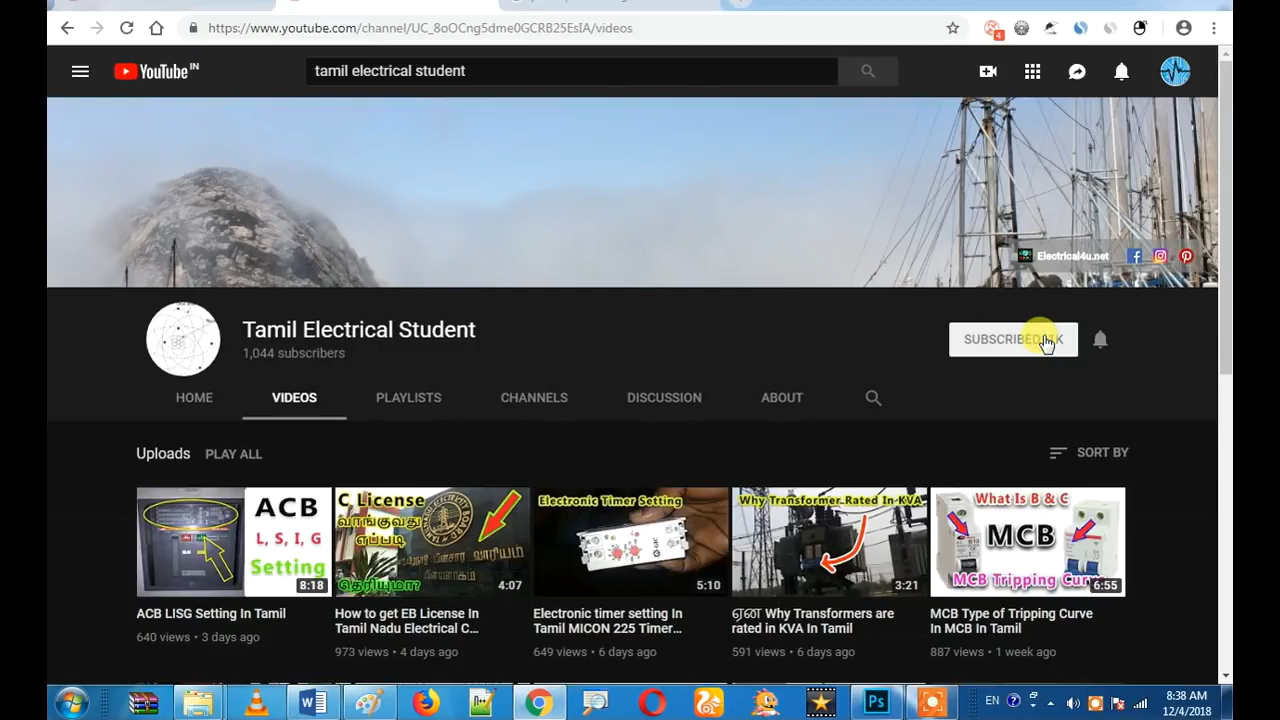 https://www.youtube.com/channel/UC_8oOCng5dme0GCRB25EsIA/videos
4
YouTube IN
tamil electrical student
Electrical4u.net
Tamil Electrical Student
1,044 subscribers
SUBSCRIBED 1K
HOME
VIDEOS
PLAYLISTS
CHANNELS
DISCUSSION
ABOUT
Uploads
PLAY ALL
SORT BY
ACB
L, S, I, G
Setting
8:18
C License
வாங்குவது
எப்படி
தெரியுமா?
4:07
Electronic Timer Setting
5:10
Why Transformer Rated In KVA
3:21
What Is B & C
MCB
MCB Tripping Curve
6:55
ACB LISG Setting In Tamil
640 views • 3 days ago
How to get EB License In
Tamil Nadu Electrical C...
973 views • 4 days ago
Electronic timer setting In
Tamil MICON 225 Timer...
649 views • 6 days ago
ஏன் Why Transformers are
rated in KVA In Tamil
591 views • 6 days ago
MCB Type of Tripping Curve
In MCB In Tamil
887 views • 1 week ago
W
Ps
EN
8:38 AM
12/4/2018